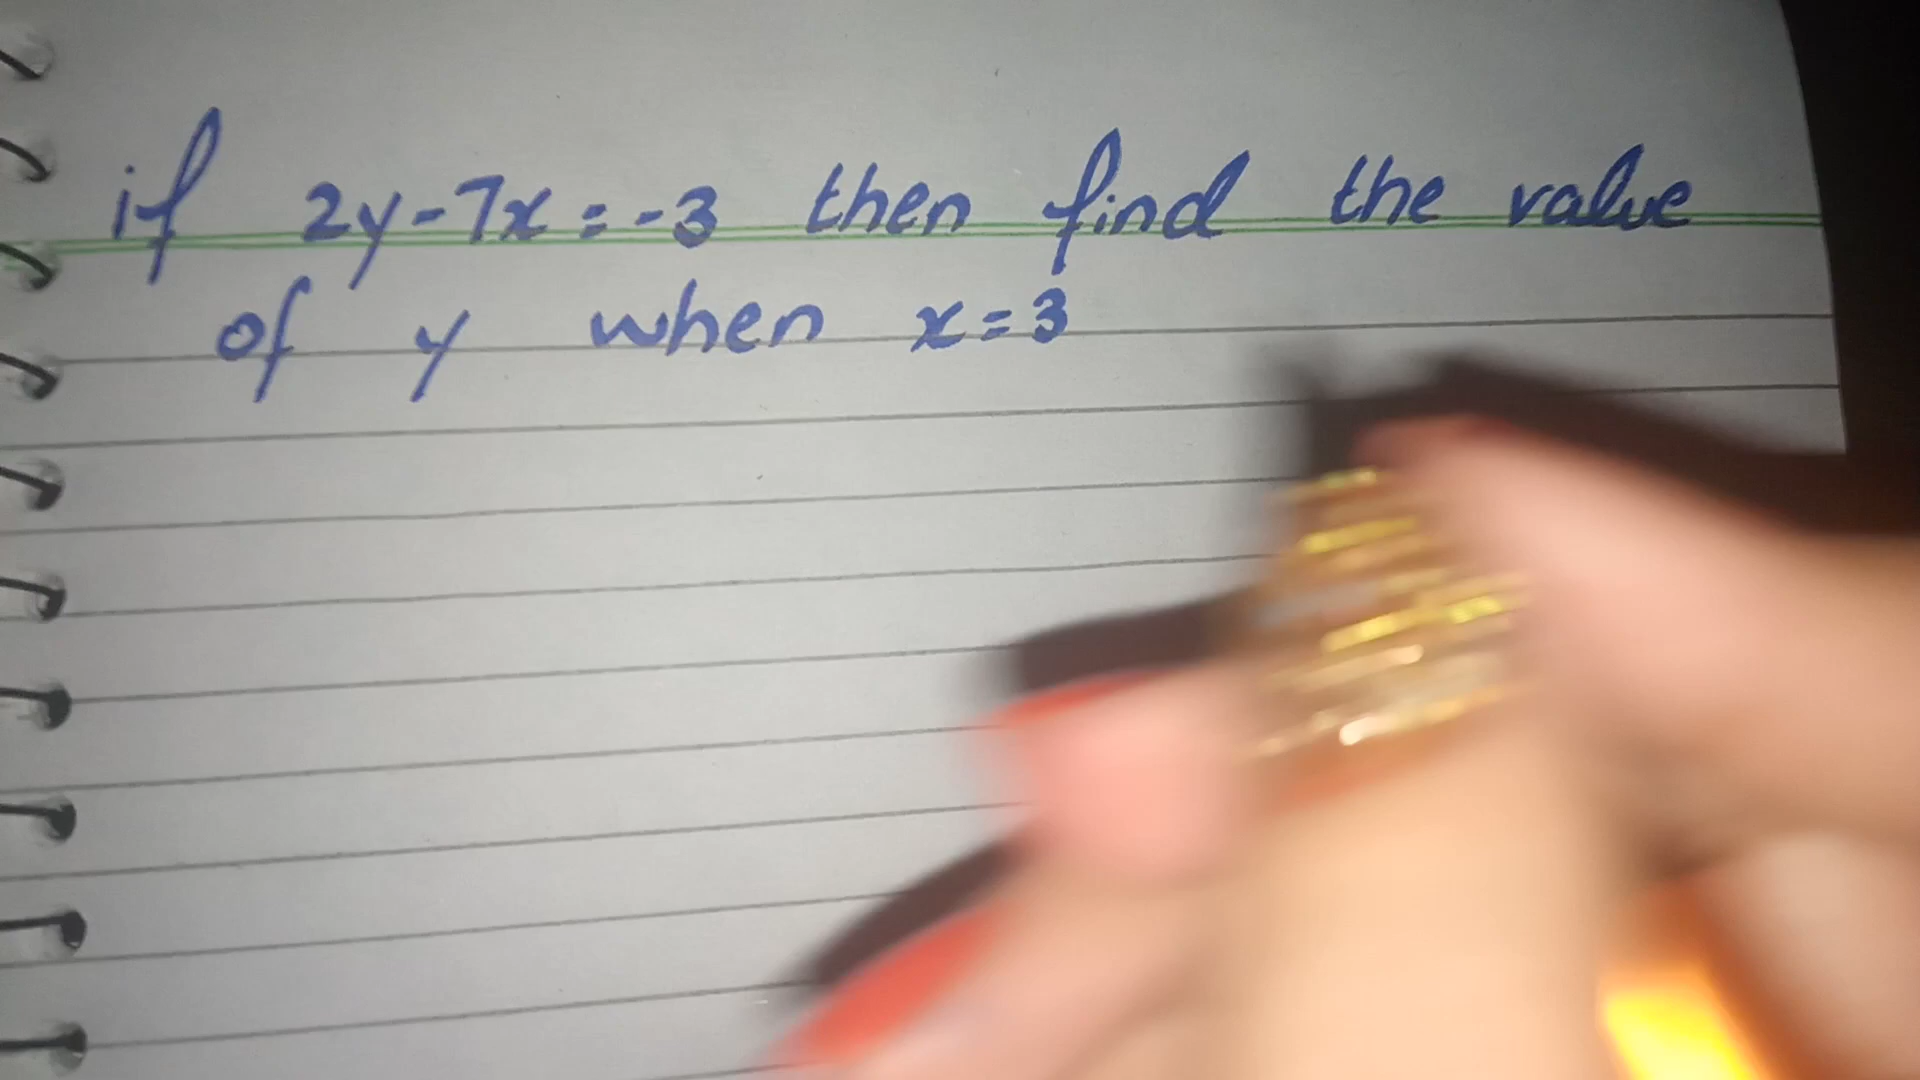 if 2y-7x=-3 then find the value
of y when x=3